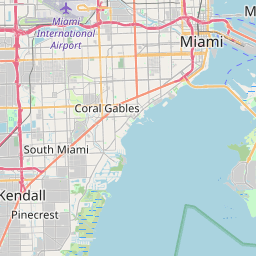 Miami
International
Airport
Miami
M
Coral Gables
South Miami
Kendall
Pinecrest